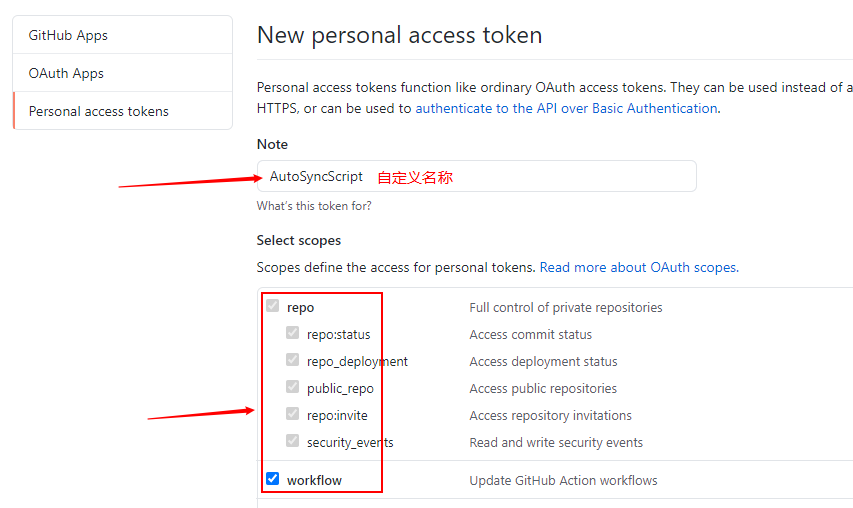 GitHub Apps
OAuth Apps
Personal access tokens
New personal access token
Personal access tokens function like ordinary OAuth access tokens. They can be used instead of a
HTTPS, or can be used to authenticate to the API over Basic Authentication.
Note
AutoSyncScript 自定义名称
What's this token for?
Select scopes
Scopes define the access for personal tokens. Read more about OAuth scopes.
repo Full control of private repositories
repo:status Access commit status
repo_deployment Access deployment status
public_repo Access public repositories
repo:invite Access repository invitations
security_events Read and write security events
workflow Update GitHub Action workflows